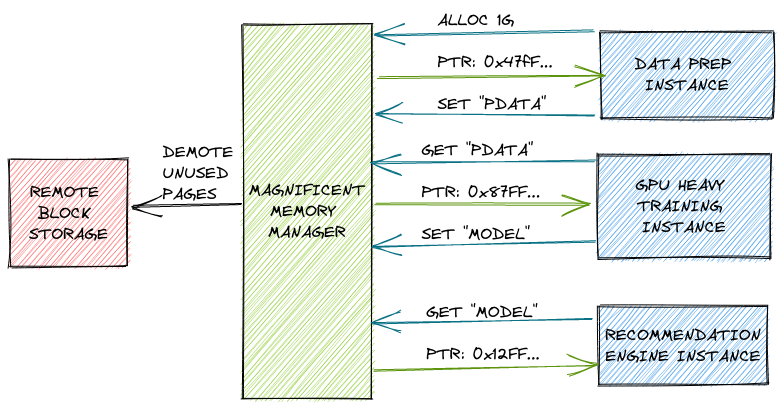 ALLOC 1G
PTR: 0x47fF...
SET "PDATA"
DATA PREP
INSTANCE
DEMOTE
UNUSED
PAGES
REMOTE
BLOCK
STORAGE
MAGNIFICENT
MEMORY
MANAGER
GET "PDATA"
PTR: 0x87FF...
SET "MODEL"
GPU HEAVY
TRAINING
INSTANCE
GET "MODEL"
PTR: 0x12FF...
RECOMMENDATION
ENGINE INSTANCE